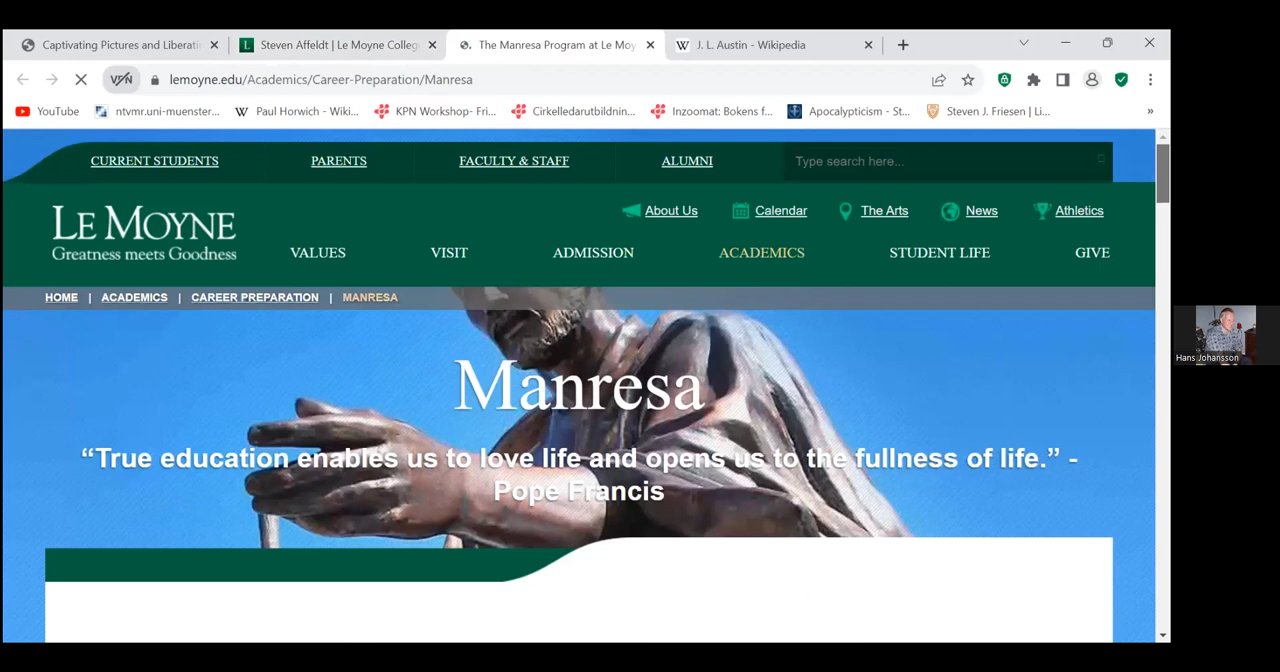 Captivating Pictures and Liberatin
Steven Affeldt | Le Moyne Colleg
The Manresa Program at Le Moy
W J. L. Austin - Wikipedia
VPN lemoyne.edu/Academics/Career-Preparation/Manresa
YouTube ntvmr.uni-muenster... W Paul Horwich - Wiki... KPN Workshop- Fri... Cirkelledarutbildnin... Inzoomat: Bokens f... Apocalypticism - St... Steven J. Friesen | Li... »
CURRENT STUDENTS PARENTS FACULTY & STAFF ALUMNI Type search here...
About Us Calendar The Arts News Athletics
LE MOYNE
Greatness meets Goodness
VALUES VISIT ADMISSION ACADEMICS STUDENT LIFE GIVE
HOME | ACADEMICS | CAREER PREPARATION | MANRESA
Manresa
“True education enables us to love life and opens us to the fullness of life.” -
Pope Francis
Hans Johansson